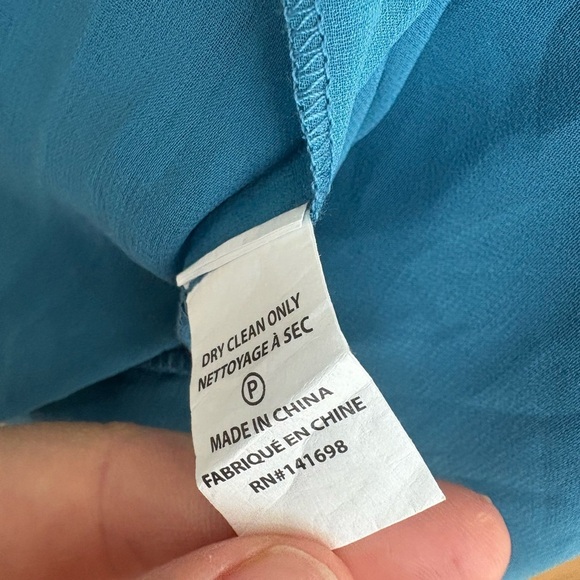 DRY CLEAN ONLY
NETTOYAGE À SEC
P
MADE IN CHINA
FABRIQUÉ EN CHINE
RN#141698